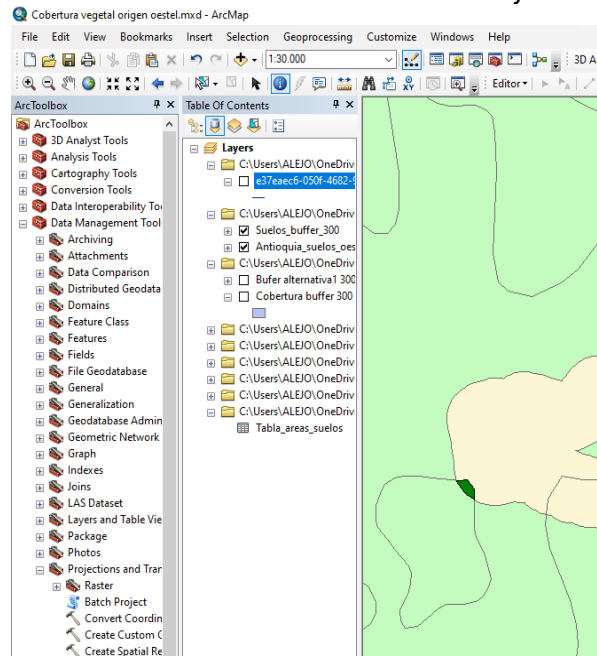 Cobertura vegetal origen oestel.mxd - ArcMap
File Edit View Bookmarks Insert Selection Geoprocessing Customize Windows Help
1:30.000
3D A
Editor
ArcToolbox
ArcToolbox
3D Analyst Tools
Analysis Tools
Cartography Tools
Conversion Tools
Data Interoperability To
Data Management Tool
Archiving
Attachments
Data Comparison
Distributed Geodata
Domains
Feature Class
Features
Fields
File Geodatabase
General
Generalization
Geodatabase Admin
Geometric Network
Graph
Indexes
Joins
LAS Dataset
Layers and Table Vie
Package
Photos
Projections and Tran
Raster
Batch Project
Convert Coordin
Create Custom G
Create Spatial Re
Table Of Contents
Layers
C:\Users\ALEJO\OneDriv
e37eaec6-050f-4682-9
C:\Users\ALEJO\OneDriv
Suelos_buffer_300
Antioquia_suelos_oes
C:\Users\ALEJO\OneDriv
Bufer alternativa1 300
Cobertura buffer 300
C:\Users\ALEJO\OneDriv
C:\Users\ALEJO\OneDriv
C:\Users\ALEJO\OneDriv
C:\Users\ALEJO\OneDriv
C:\Users\ALEJO\OneDriv
C:\Users\ALEJO\OneDriv
Tabla_areas_suelos